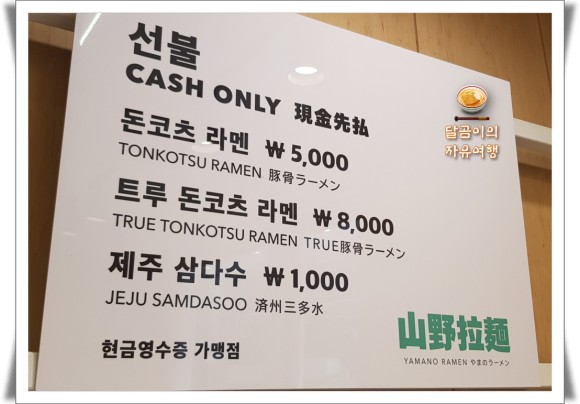 선불
CASH ONLY 現金先払
돈코츠 라멘 ₩ 5,000
TONKOTSU RAMEN 豚骨ラーメン
트루 돈코츠 라멘 ₩ 8,000
TRUE TONKOTSU RAMEN TRUE豚骨ラーメン
제주 삼다수 ₩ 1,000
JEJU SAMDASOO 済州三多水
현금영수증 가맹점
山野拉麺
YAMANO RAMEN やまのラーメン
달곰이의
자유여행